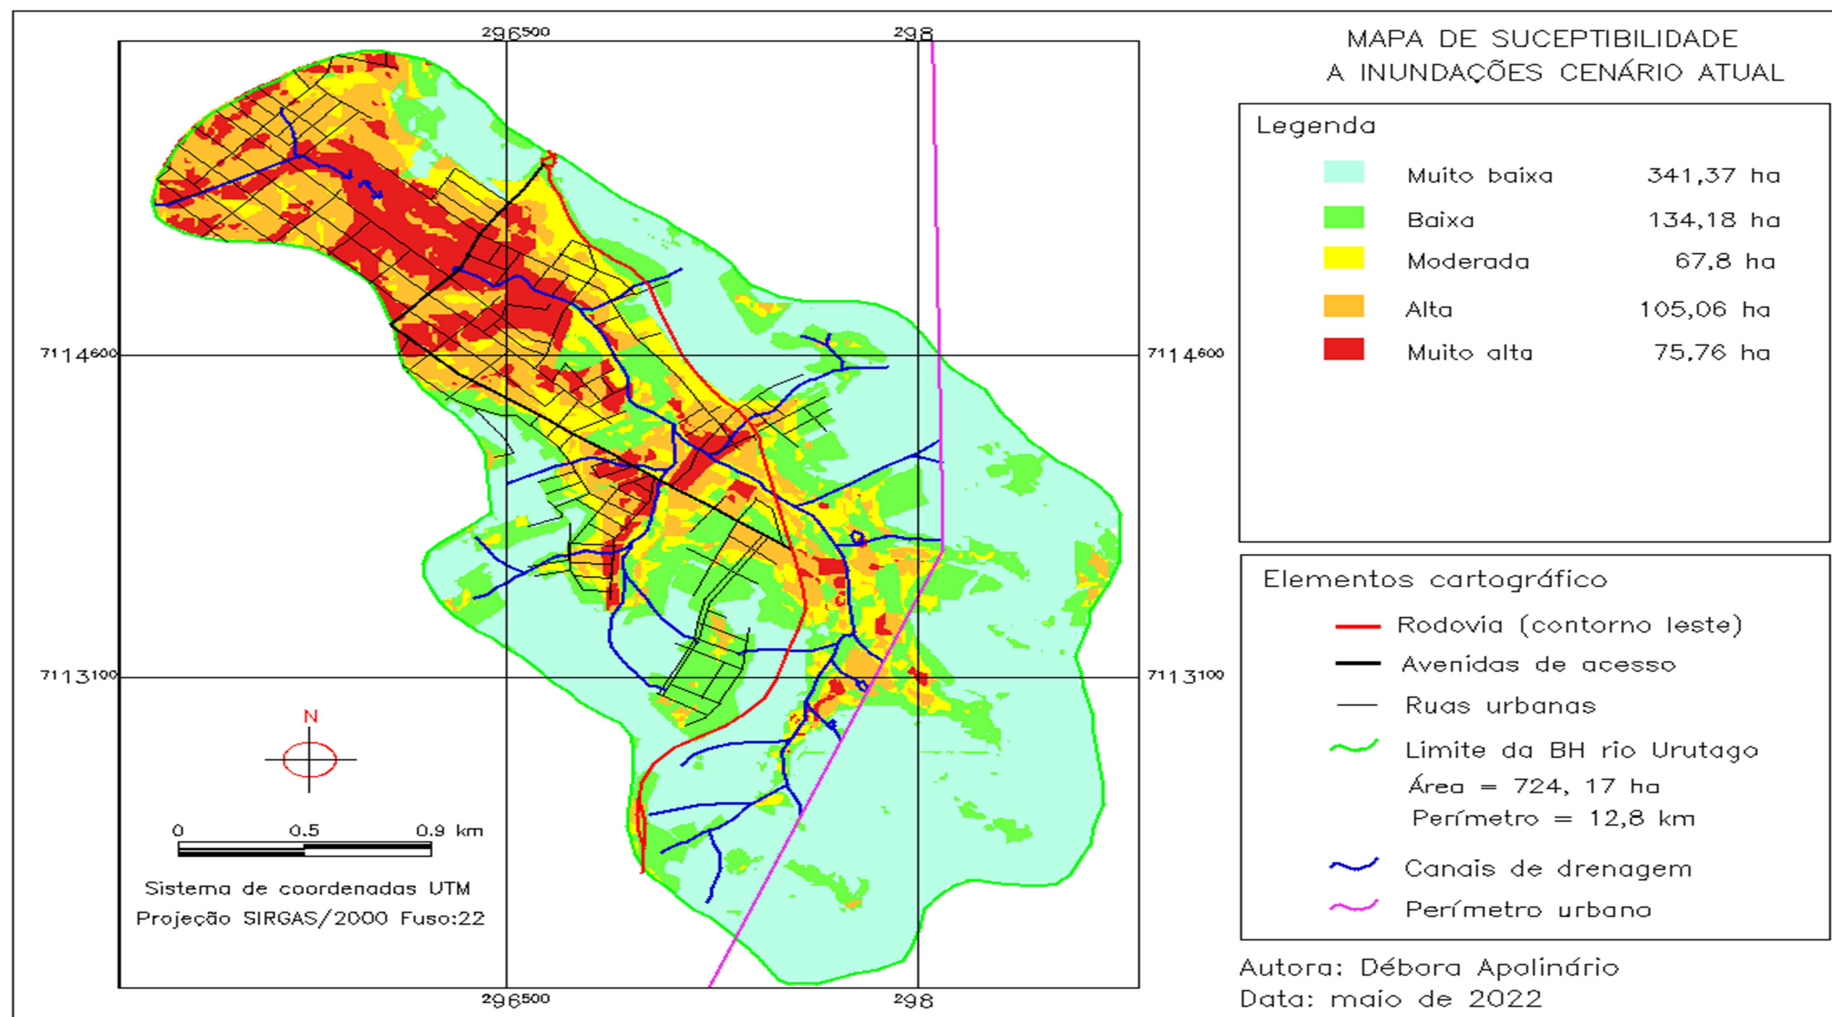 296500
298
MAPA DE SUCEPTIBILIDADE
A INUNDAÇÕES CENÁRIO ATUAL
Legenda
Muito baixa 341,37 ha
Baixa 134,18 ha
Moderada 67,8 ha
Alta 105,06 ha
Muito alta 75,76 ha
7114600
7114600
Elementos cartográfico
Rodovia (contorno leste)
Avenidas de acesso
Ruas urbanas
Limite da BH rio Urutago
Área = 724, 17 ha
Perímetro = 12,8 km
Canais de drenagem
Perímetro urbano
7113100
7113100
N
0 0.5 0.9 km
Sistema de coordenadas UTM
Projeção SIRGAS/2000 Fuso:22
296500
298
Autora: Débora Apolinário
Data: maio de 2022